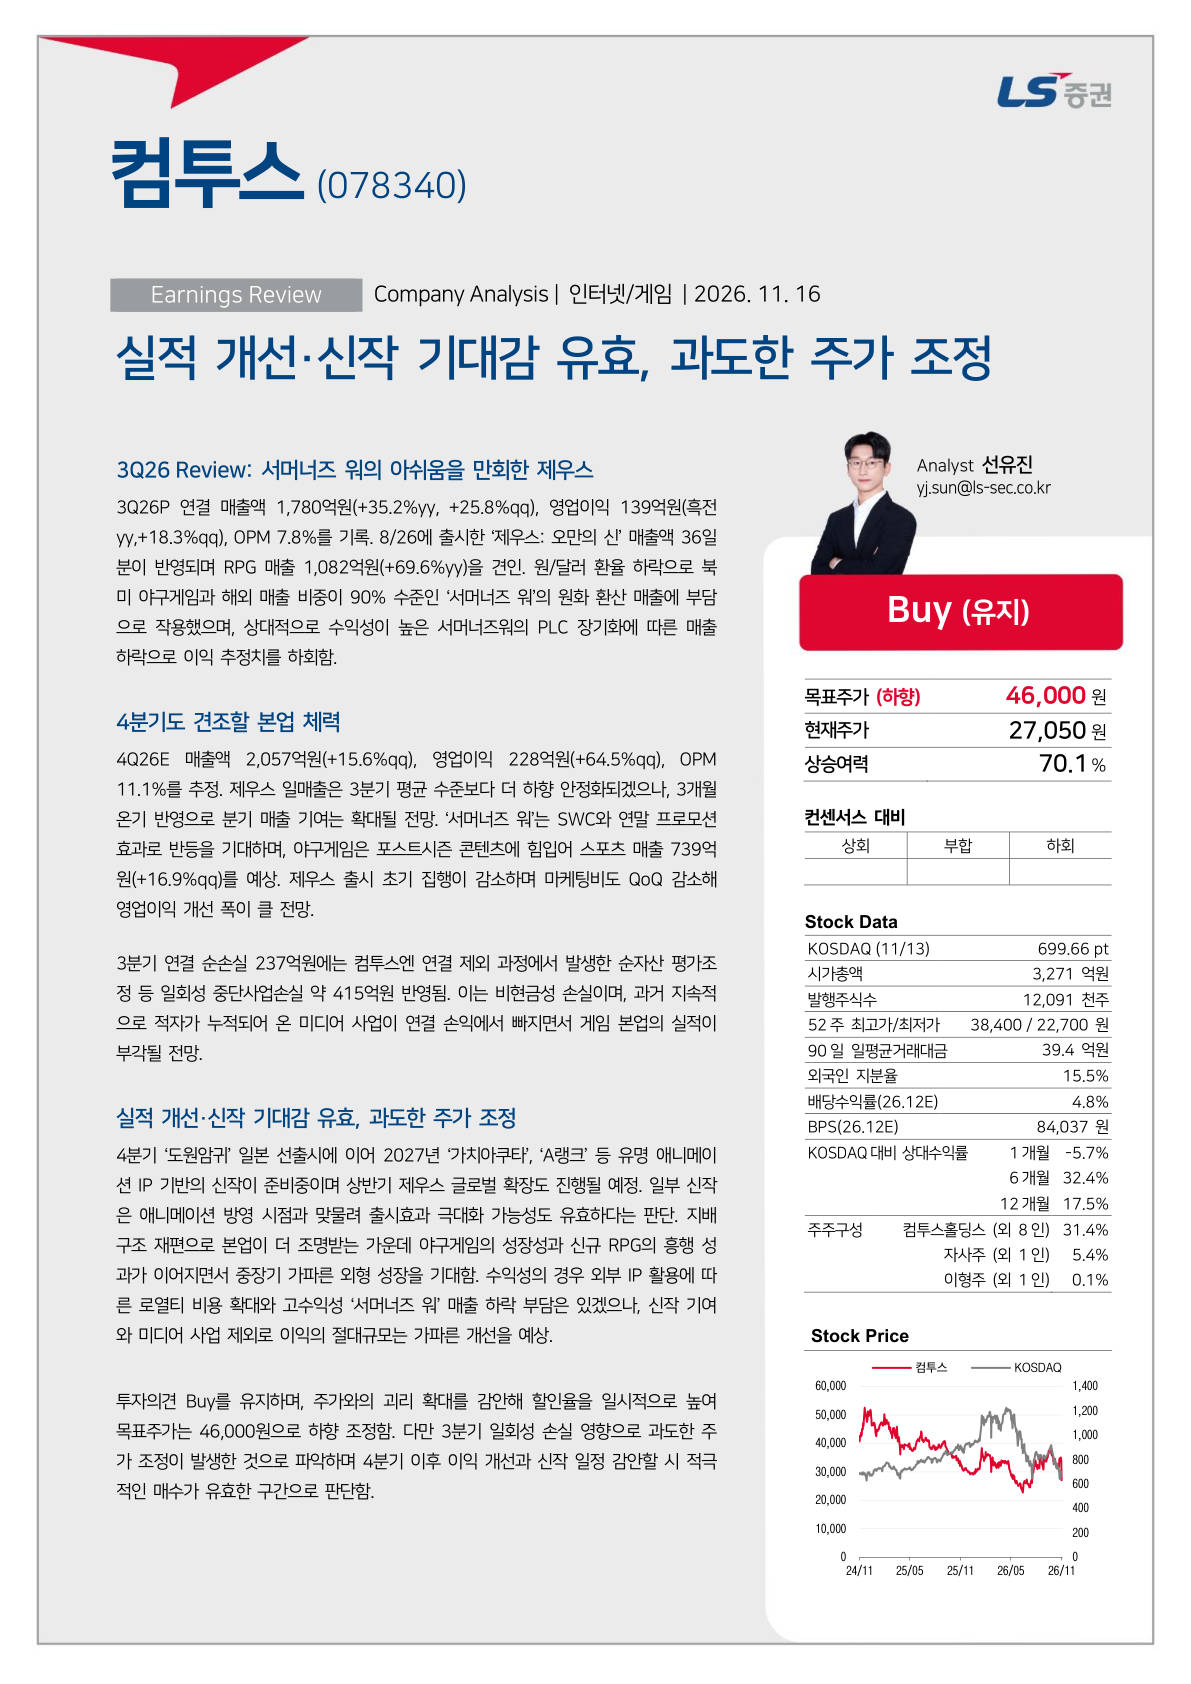 LS증권
컴투스 (078340)
Earnings Review
Company Analysis | 인터넷/게임 | 2026. 11. 16
실적 개선·신작 기대감 유효, 과도한 주가 조정
3Q26 Review: 서머너즈 워의 아쉬움을 만회한 제우스
3Q26P 연결 매출액 1,780억원(+35.2%yy, +25.8%qq), 영업이익 139억원(흑전
yy,+18.3%qq), OPM 7.8%를 기록. 8/26에 출시한 ‘제우스: 오만의 신’ 매출액 36일
분이 반영되며 RPG 매출 1,082억원(+69.6%yy)을 견인. 원/달러 환율 하락으로 북
미 야구게임과 해외 매출 비중이 90% 수준인 ‘서머너즈 워’의 원화 환산 매출에 부담
으로 작용했으며, 상대적으로 수익성이 높은 서머너즈워의 PLC 장기화에 따른 매출
하락으로 이익 추정치를 하회함.
4분기도 견조할 본업 체력
4Q26E 매출액 2,057억원(+15.6%qq), 영업이익 228억원(+64.5%qq), OPM
11.1%를 추정. 제우스 일매출은 3분기 평균 수준보다 더 하향 안정화되겠으나, 3개월
온기 반영으로 분기 매출 기여는 확대될 전망. ‘서머너즈 워’는 SWC와 연말 프로모션
효과로 반등을 기대하며, 야구게임은 포스트시즌 콘텐츠에 힘입어 스포츠 매출 739억
원(+16.9%qq)를 예상. 제우스 출시 초기 집행이 감소하며 마케팅비도 QoQ 감소해
영업이익 개선 폭이 클 전망.
3분기 연결 순손실 237억원에는 컴투스엔 연결 제외 과정에서 발생한 순자산 평가조
정 등 일회성 중단사업손실 약 415억원 반영됨. 이는 비현금성 손실이며, 과거 지속적
으로 적자가 누적되어 온 미디어 사업이 연결 손익에서 빠지면서 게임 본업의 실적이
부각될 전망.
실적 개선·신작 기대감 유효, 과도한 주가 조정
4분기 ‘도원암귀’ 일본 선출시에 이어 2027년 ‘가치아쿠타’, ‘A랭크’ 등 유명 애니메이
션 IP 기반의 신작이 준비중이며 상반기 제우스 글로벌 확장도 진행될 예정. 일부 신작
은 애니메이션 방영 시점과 맞물려 출시효과 극대화 가능성도 유효하다는 판단. 지배
구조 재편으로 본업이 더 조명받는 가운데 야구게임의 성장성과 신규 RPG의 흥행 성
과가 이어지면서 중장기 가파른 외형 성장을 기대함. 수익성의 경우 외부 IP 활용에 따
른 로열티 비용 확대와 고수익성 ‘서머너즈 워’ 매출 하락 부담은 있겠으나, 신작 기여
와 미디어 사업 제외로 이익의 절대규모는 가파른 개선을 예상.
투자의견 Buy를 유지하며, 주가와의 괴리 확대를 감안해 할인율을 일시적으로 높여
목표주가는 46,000원으로 하향 조정함. 다만 3분기 일회성 손실 영향으로 과도한 주
가 조정이 발생한 것으로 파악하며 4분기 이후 이익 개선과 신작 일정 감안할 시 적극
적인 매수가 유효한 구간으로 판단함.
Analyst 선유진
yj.sun@ls-sec.co.kr
Buy (유지)
목표주가 (하향) 46,000 원
현재주가 27,050 원
상승여력 70.1 %
컨센서스 대비
상회 부합 하회
Stock Data
KOSDAQ (11/13) 699.66 pt
시가총액 3,271 억원
발행주식수 12,091 천주
52 주 최고가/최저가 38,400 / 22,700 원
90 일 일평균거래대금 39.4 억원
외국인 지분율 15.5%
배당수익률(26.12E) 4.8%
BPS(26.12E) 84,037 원
KOSDAQ 대비 상대수익률 1 개월 -5.7%
6 개월 32.4%
12 개월 17.5%
주주구성 컴투스홀딩스 (외 8 인) 31.4%
자사주 (외 1 인) 5.4%
이형주 (외 1 인) 0.1%
Stock Price
컴투스 KOSDAQ
60,000 1,400
50,000 1,200
40,000 1,000
30,000 800
20,000 600
10,000 400
0 200
0
24/11 25/05 25/11 26/05 26/11